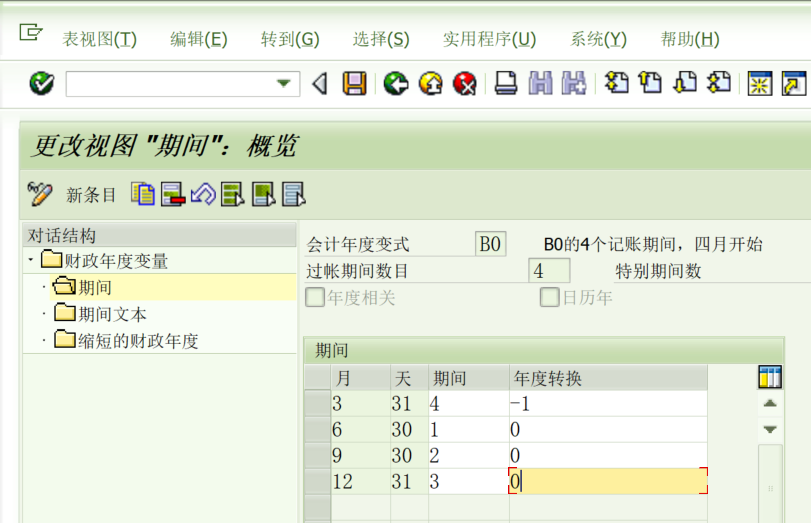 表视图(T) 编辑(E) 转到(G) 选择(S) 实用程序(U) 系统(Y) 帮助(H)
更改视图 "期间": 概览
新条目
对话结构
财政年度变量
期间
期间文本
缩短的财政年度
会计年度变式 B0 B0的4个记账期间，四月开始
过帐期间数目 4 特别期间数
年度相关 日历年
期间
月 天 期间 年度转换
3 31 4 -1
6 30 1 0
9 30 2 0
12 31 3 0